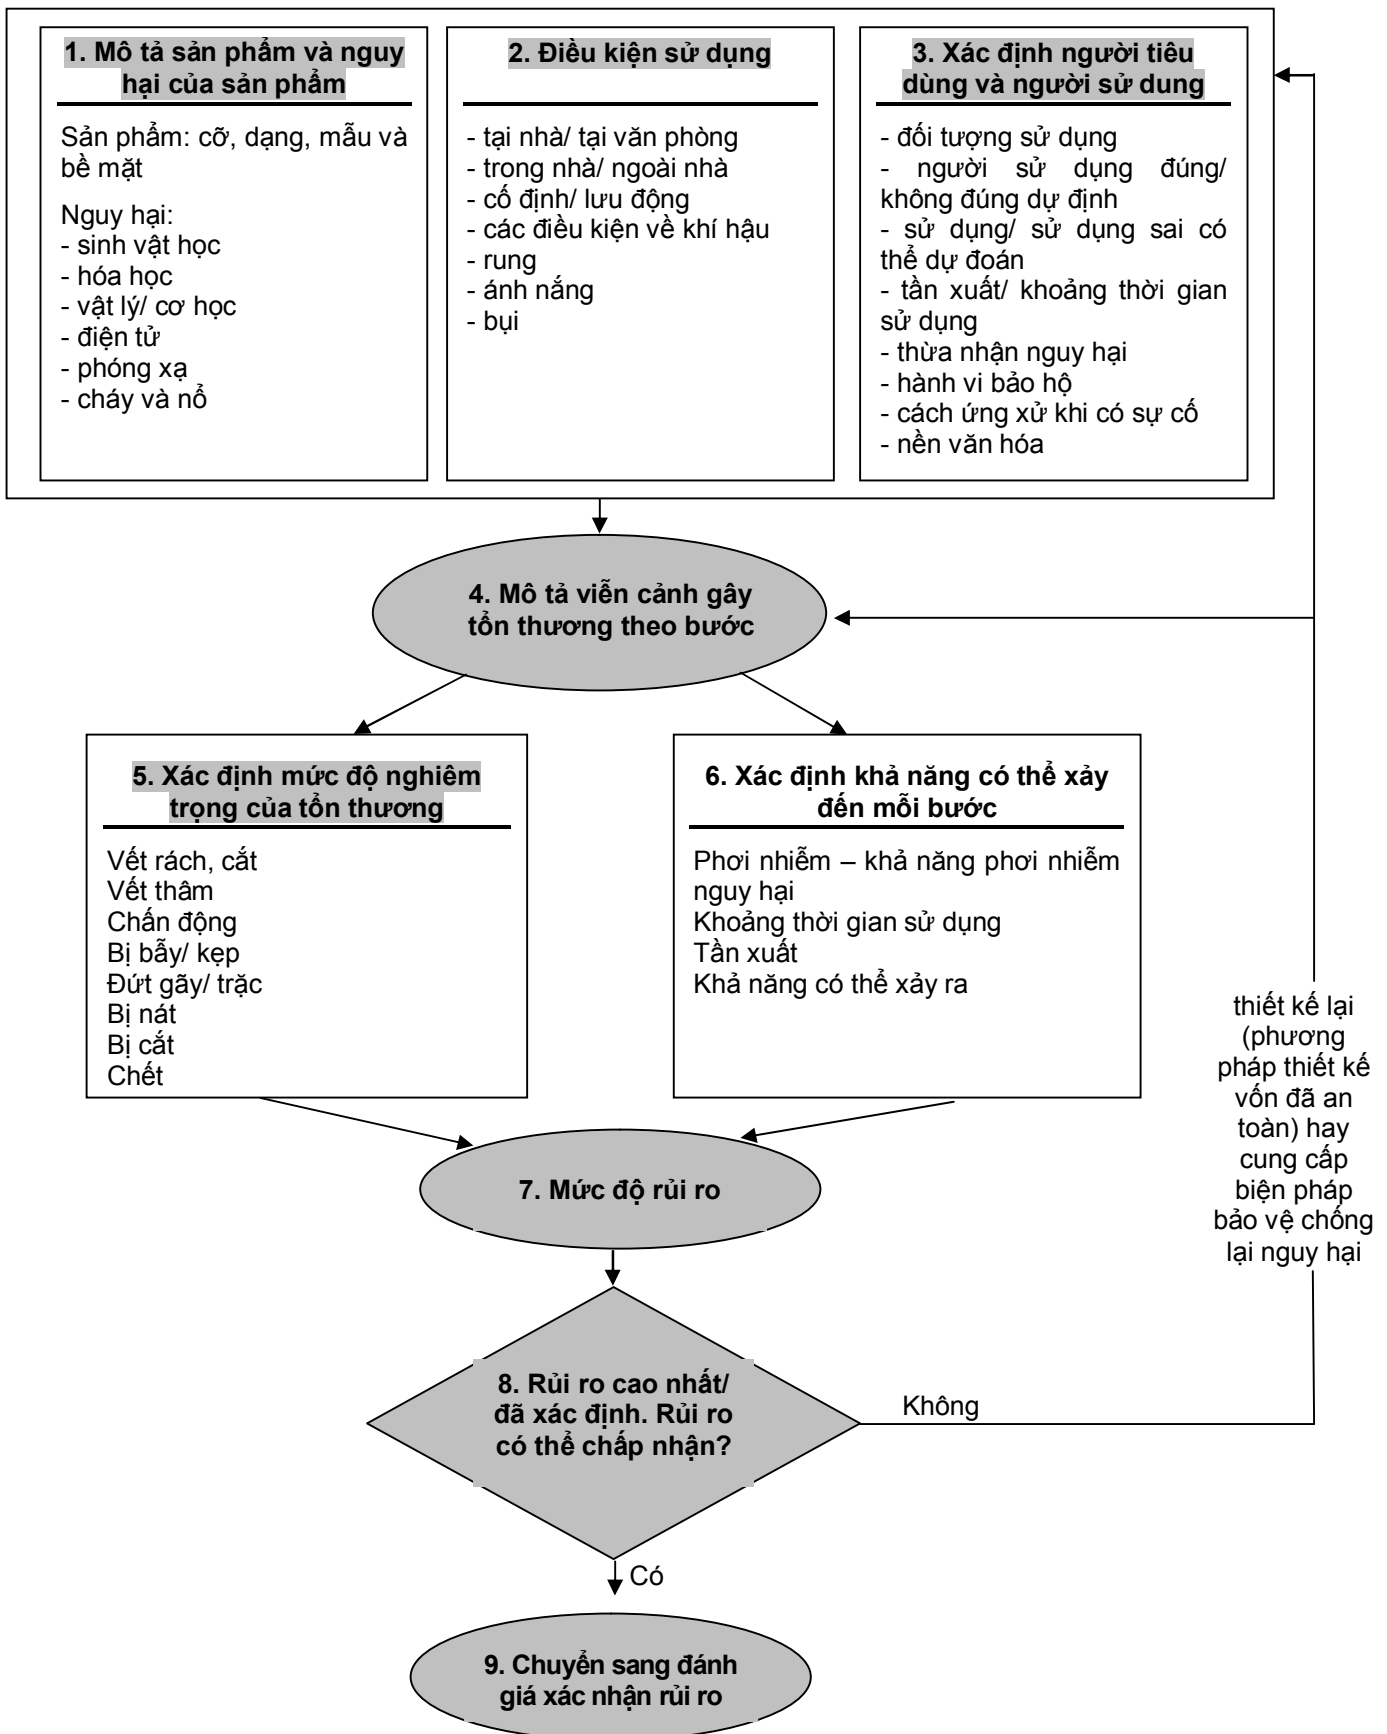 1. Mô tả sản phẩm và nguy
hại của sản phẩm
Sản phẩm: cỡ, dạng, mẫu và
bề mặt
Nguy hại:
- sinh vật học
- hóa học
- vật lý/ cơ học
- điện tử
- phóng xạ
- cháy và nổ
2. Điều kiện sử dụng
- tại nhà/ tại văn phòng
- trong nhà/ ngoài nhà
- cố định/ lưu động
- các điều kiện về khí hậu
- rung
- ánh nắng
- bụi
3. Xác định người tiêu
dùng và người sử dung
- đối tượng sử dụng
- người sử dụng đúng/
không đúng dự định
- sử dụng/ sử dụng sai có
thể dự đoán
- tần xuất/ khoảng thời gian
sử dụng
- thừa nhận nguy hại
- hành vi bảo hộ
- cách ứng xử khi có sự cố
- nền văn hóa
4. Mô tả viễn cảnh gây
tổn thương theo bước
5. Xác định mức độ nghiêm
trọng của tổn thương
Vết rách, cắt
Vết thâm
Chấn động
Bị bẫy/ kẹp
Đứt gãy/ trặc
Bị nát
Bị cắt
Chết
6. Xác định khả năng có thể xảy
đến mỗi bước
Phơi nhiễm – khả năng phơi nhiễm
nguy hại
Khoảng thời gian sử dụng
Tần xuất
Khả năng có thể xảy ra
thiết kế lại
(phương
pháp thiết kế
vốn đã an
toàn) hay
cung cấp
biện pháp
bảo vệ chống
lại nguy hại
7. Mức độ rủi ro
8. Rủi ro cao nhất/
đã xác định. Rủi ro
có thể chấp nhận?
Không
Có
9. Chuyển sang đánh
giá xác nhận rủi ro